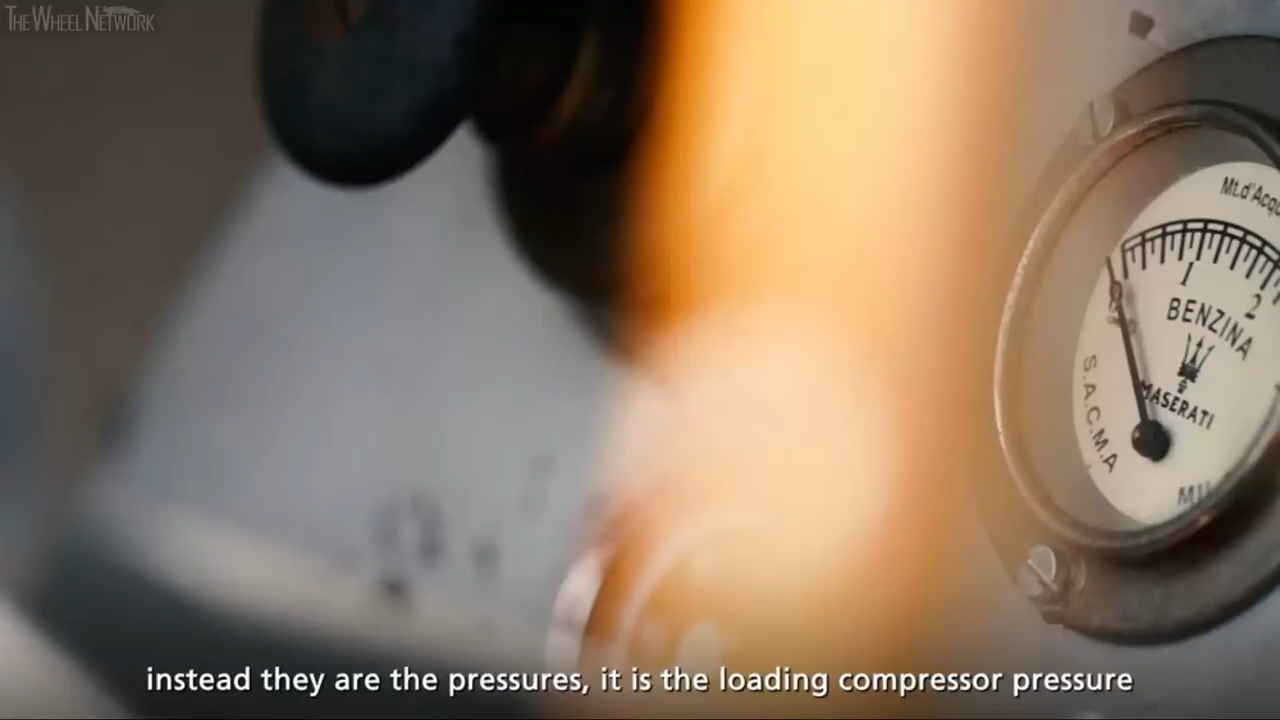 THE WHEEL NETWORK
Mt.d'Acqu
1
2
BENZINA
MASERATI
S.A.C.M.A
instead they are the pressures, it is the loading compressor pressure